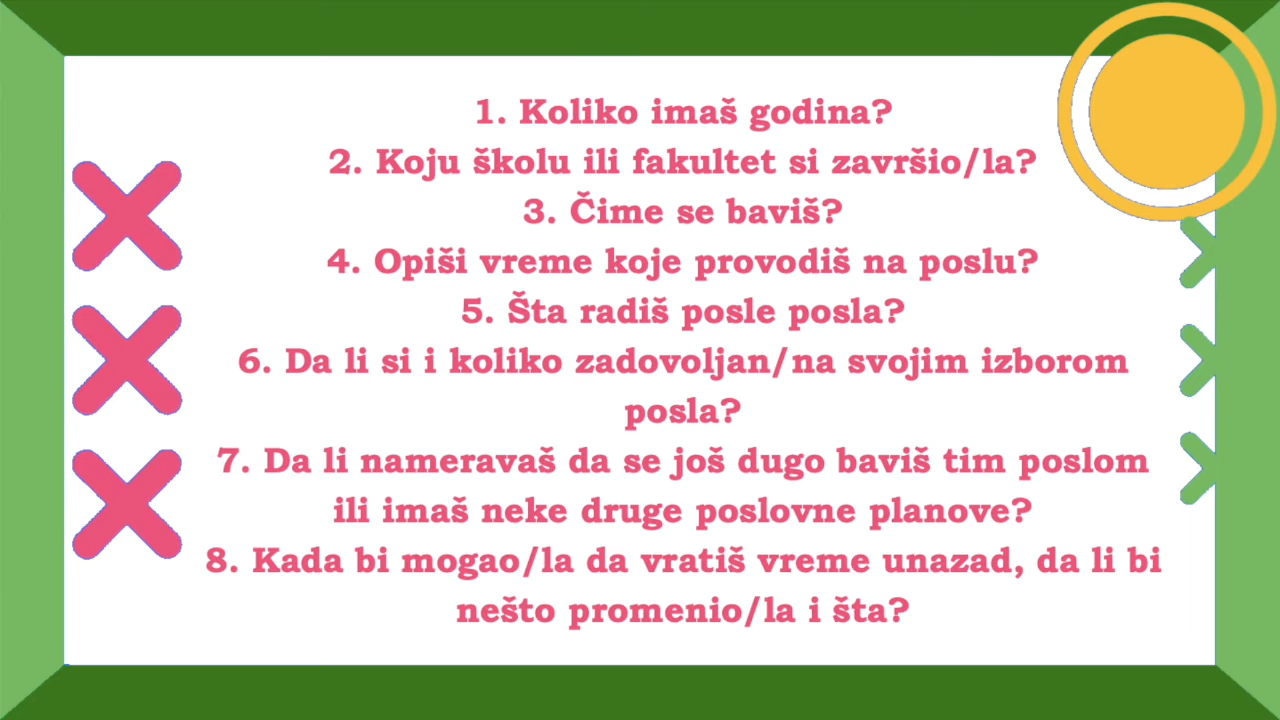 1. Koliko imaš godina?
2. Koju školu ili fakultet si završio/la?
3. Čime se baviš?
4. Opiši vreme koje provodiš na poslu?
5. Šta radiš posle posla?
6. Da li si i koliko zadovoljan/na svojim izborom
posla?
7. Da li nameravaš da se još dugo baviš tim poslom
ili imaš neke druge poslovne planove?
8. Kada bi mogao/la da vratiš vreme unazad, da li bi
nešto promenio/la i šta?